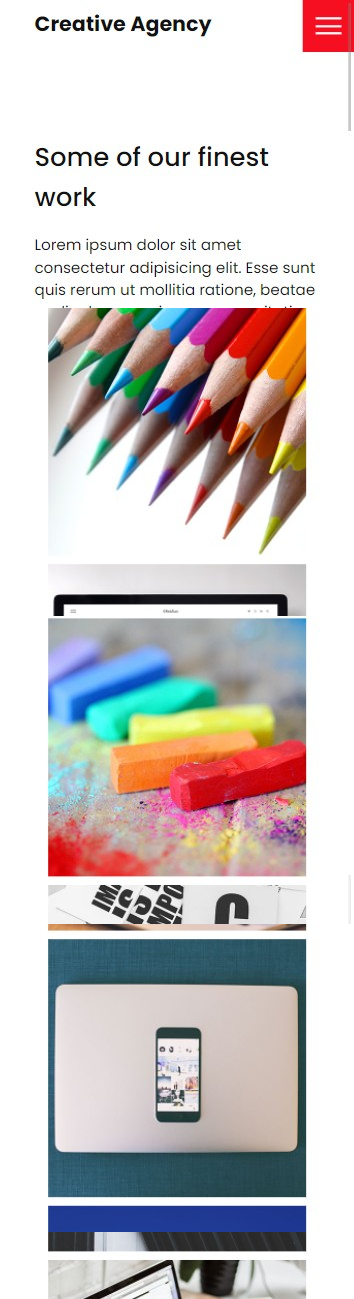 Creative Agency
Some of our finest
work
Lorem ipsum dolor sit amet
consectetur adipisicing elit. Esse sunt
quis rerum ut mollitia ratione, beatae